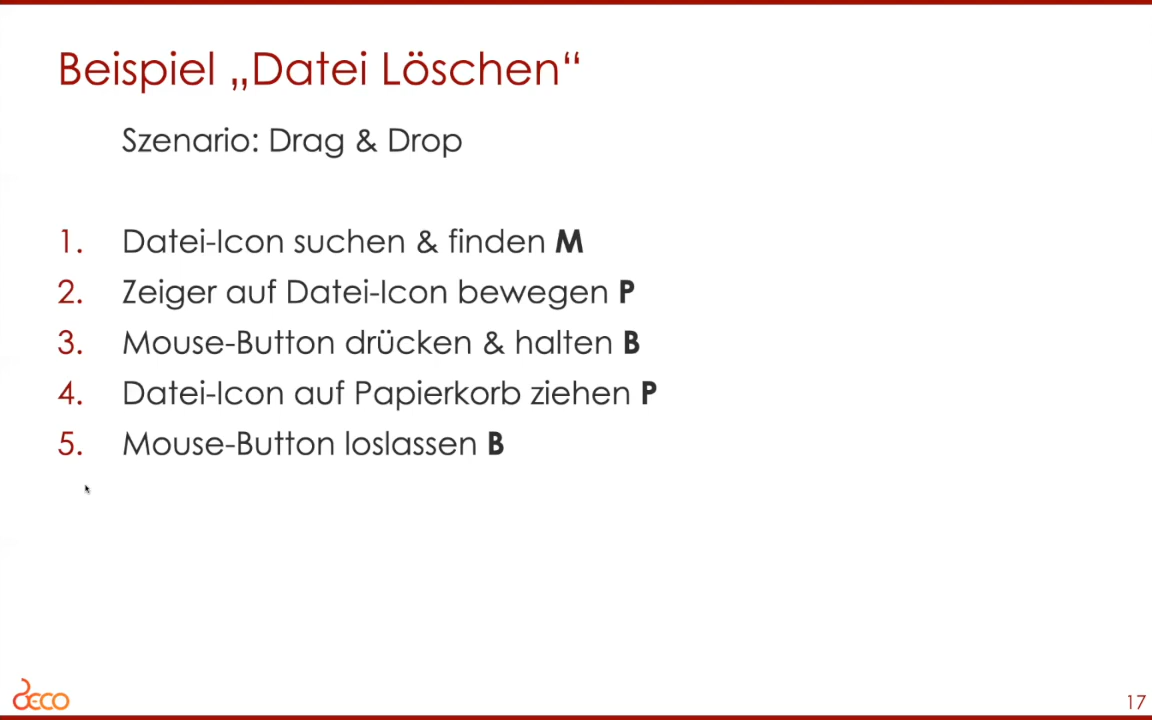 Beispiel „Datei Löschen“
Szenario: Drag & Drop
1. Datei-Icon suchen & finden M
2. Zeiger auf Datei-Icon bewegen P
3. Mouse-Button drücken & halten B
4. Datei-Icon auf Papierkorb ziehen P
5. Mouse-Button loslassen B
DECO
17